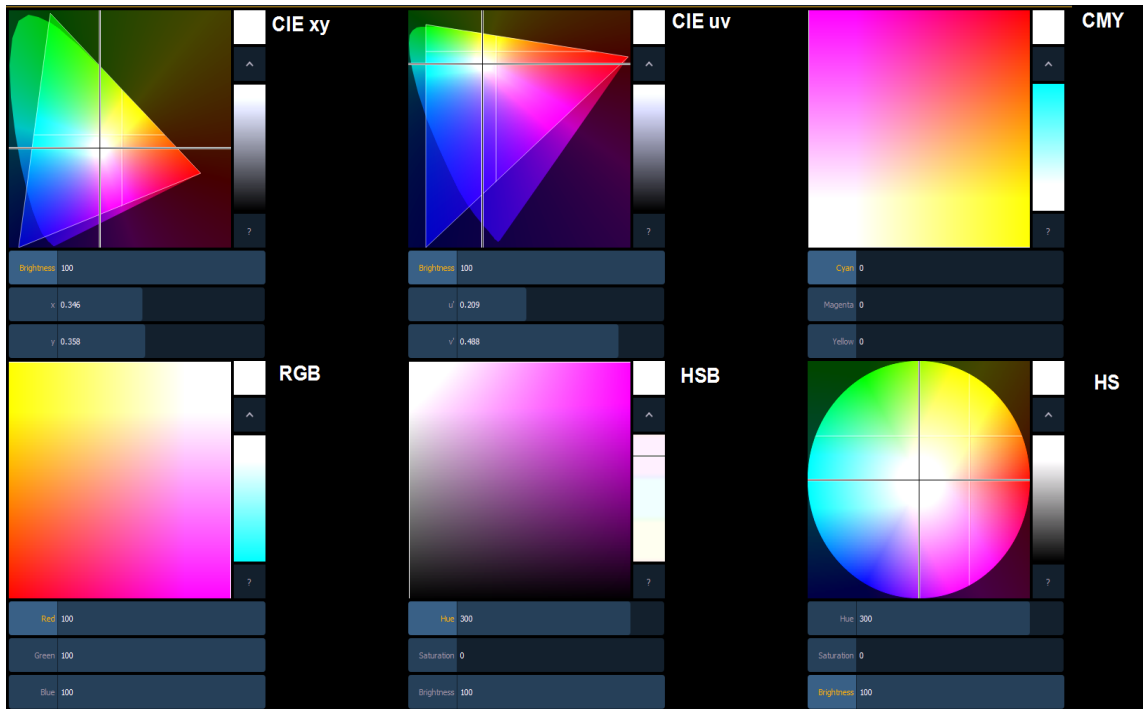 CIE xy
CIE uv
CMY
?
?
?
Brightness 100
Brightness 100
Cyan 0
x 0.346
u' 0.209
Magenta 0
y 0.358
v' 0.488
Yellow 0
RGB
HSB
HS
?
?
?
Red 100
Hue 300
Hue 300
Green 100
Saturation 0
Saturation 0
Blue 100
Brightness 100
Brightness 100